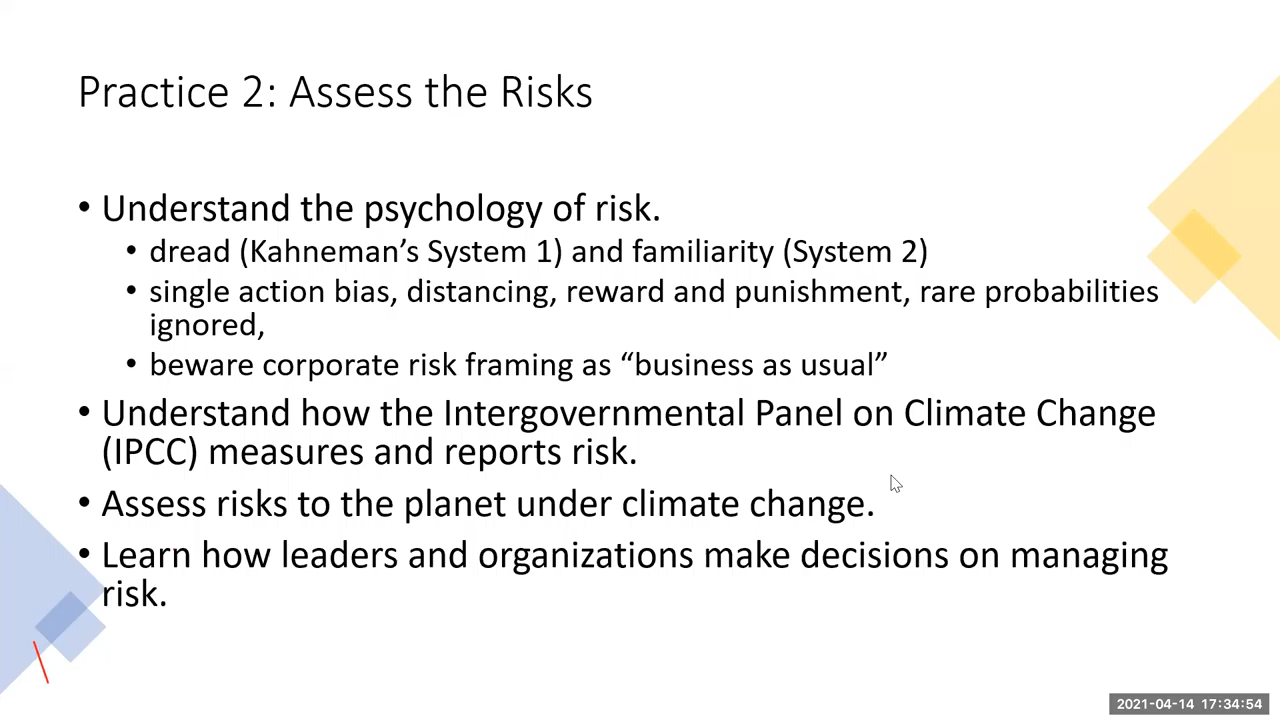 Practice 2: Assess the Risks
• Understand the psychology of risk.
• dread (Kahneman’s System 1) and familiarity (System 2)
• single action bias, distancing, reward and punishment, rare probabilities
ignored,
• beware corporate risk framing as “business as usual”
• Understand how the Intergovernmental Panel on Climate Change
(IPCC) measures and reports risk.
• Assess risks to the planet under climate change.
• Learn how leaders and organizations make decisions on managing
risk.
2021-04-14 17:34:54